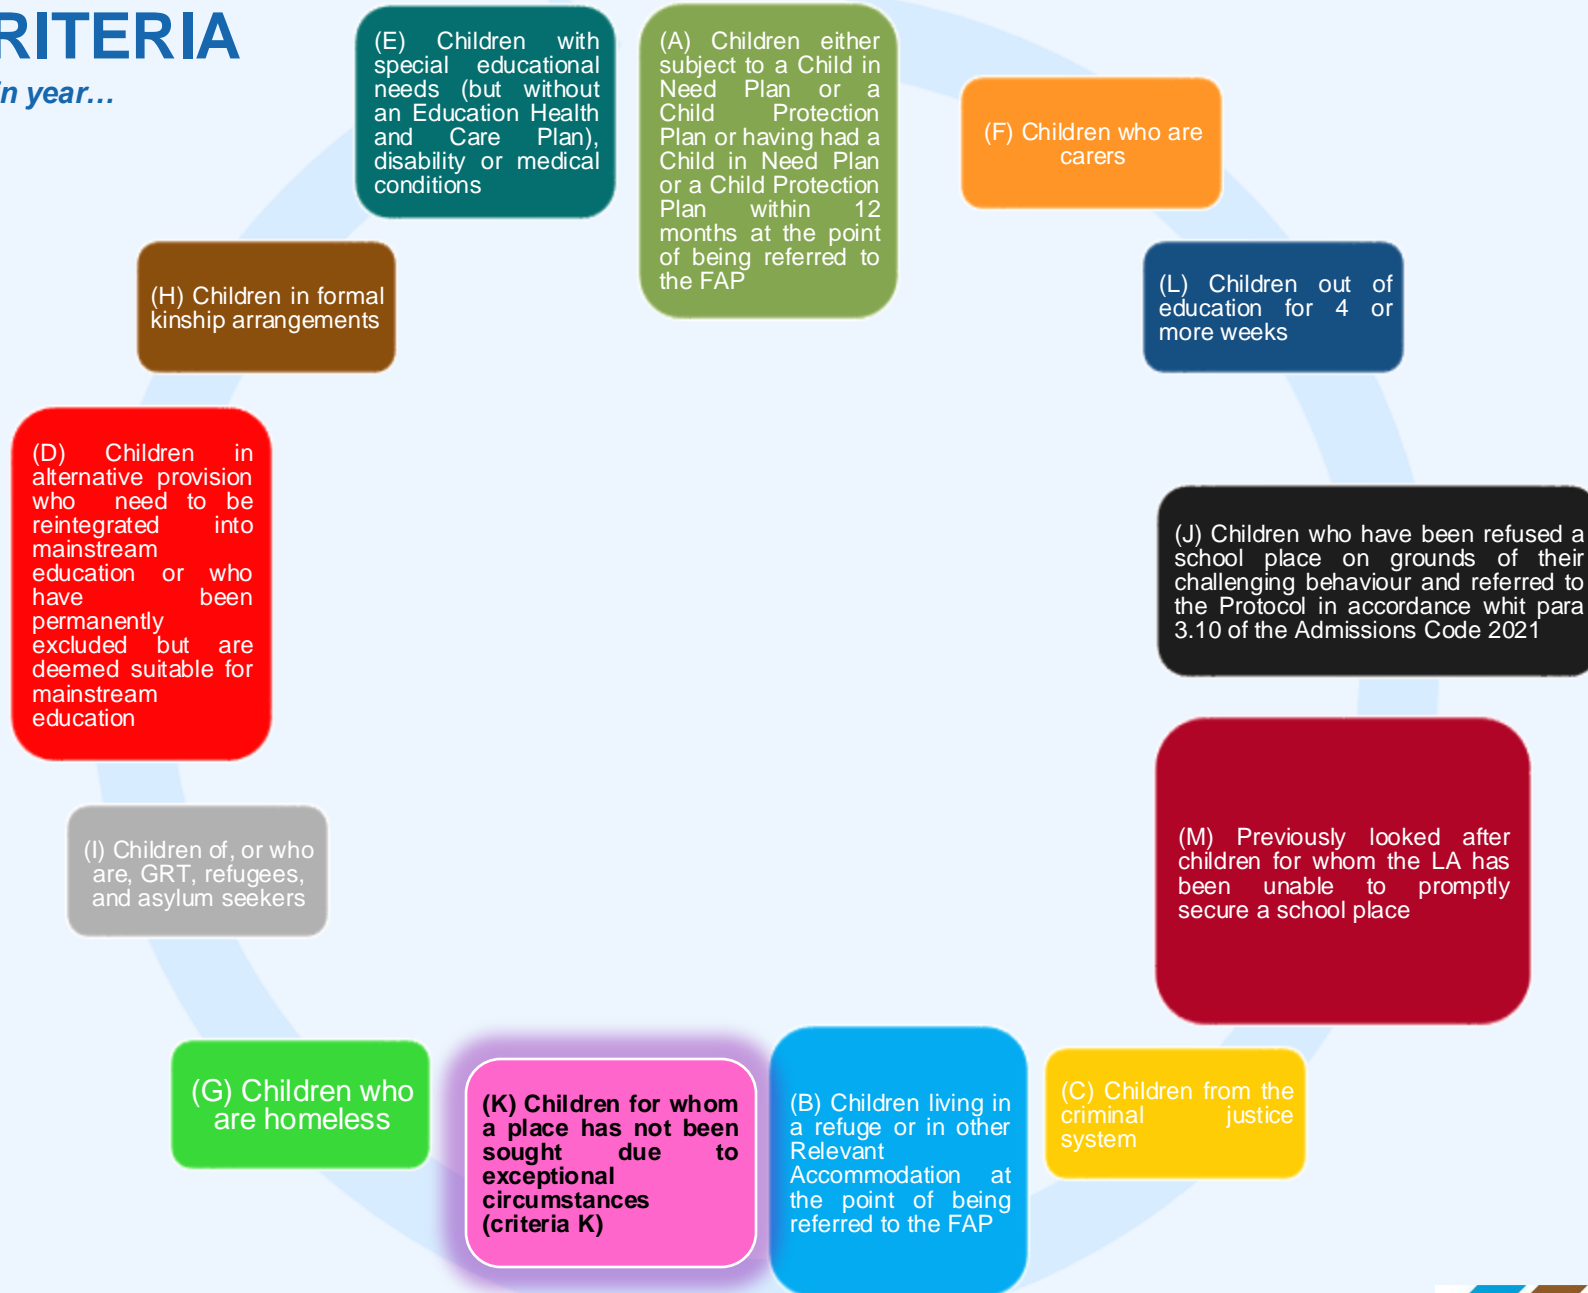 RITERIA
in year...
(E) Children with
special educational
needs (but without
an Education Health
and Care Plan),
disability or medical
conditions
(A) Children either
subject to a Child in
Need Plan or a
Child Protection
Plan or having had a
Child in Need Plan
or a Child Protection
Plan within 12
months at the point
of being referred to
the FAP
(F) Children who are
carers
(L) Children out of
education for 4 or
more weeks
(H) Children in formal
kinship arrangements
(D) Children in
alternative provision
who need to be
reintegrated into
mainstream
education or who
have been
permanently
excluded but are
deemed suitable for
mainstream
education
(J) Children who have been refused a
school place on grounds of their
challenging behaviour and referred to
the Protocol in accordance whit para
3.10 of the Admissions Code 2021
(M) Previously looked after
children for whom the LA has
been unable to promptly
secure a school place
(I) Children of, or who
are, GRT, refugees,
and asylum seekers
(G) Children who
are homeless
(K) Children for whom
a place has not been
sought due to
exceptional
circumstances
(criteria K)
(B) Children living in
a refuge or in other
Relevant
Accommodation at
the point of being
referred to the FAP
(C) Children from the
criminal justice
system